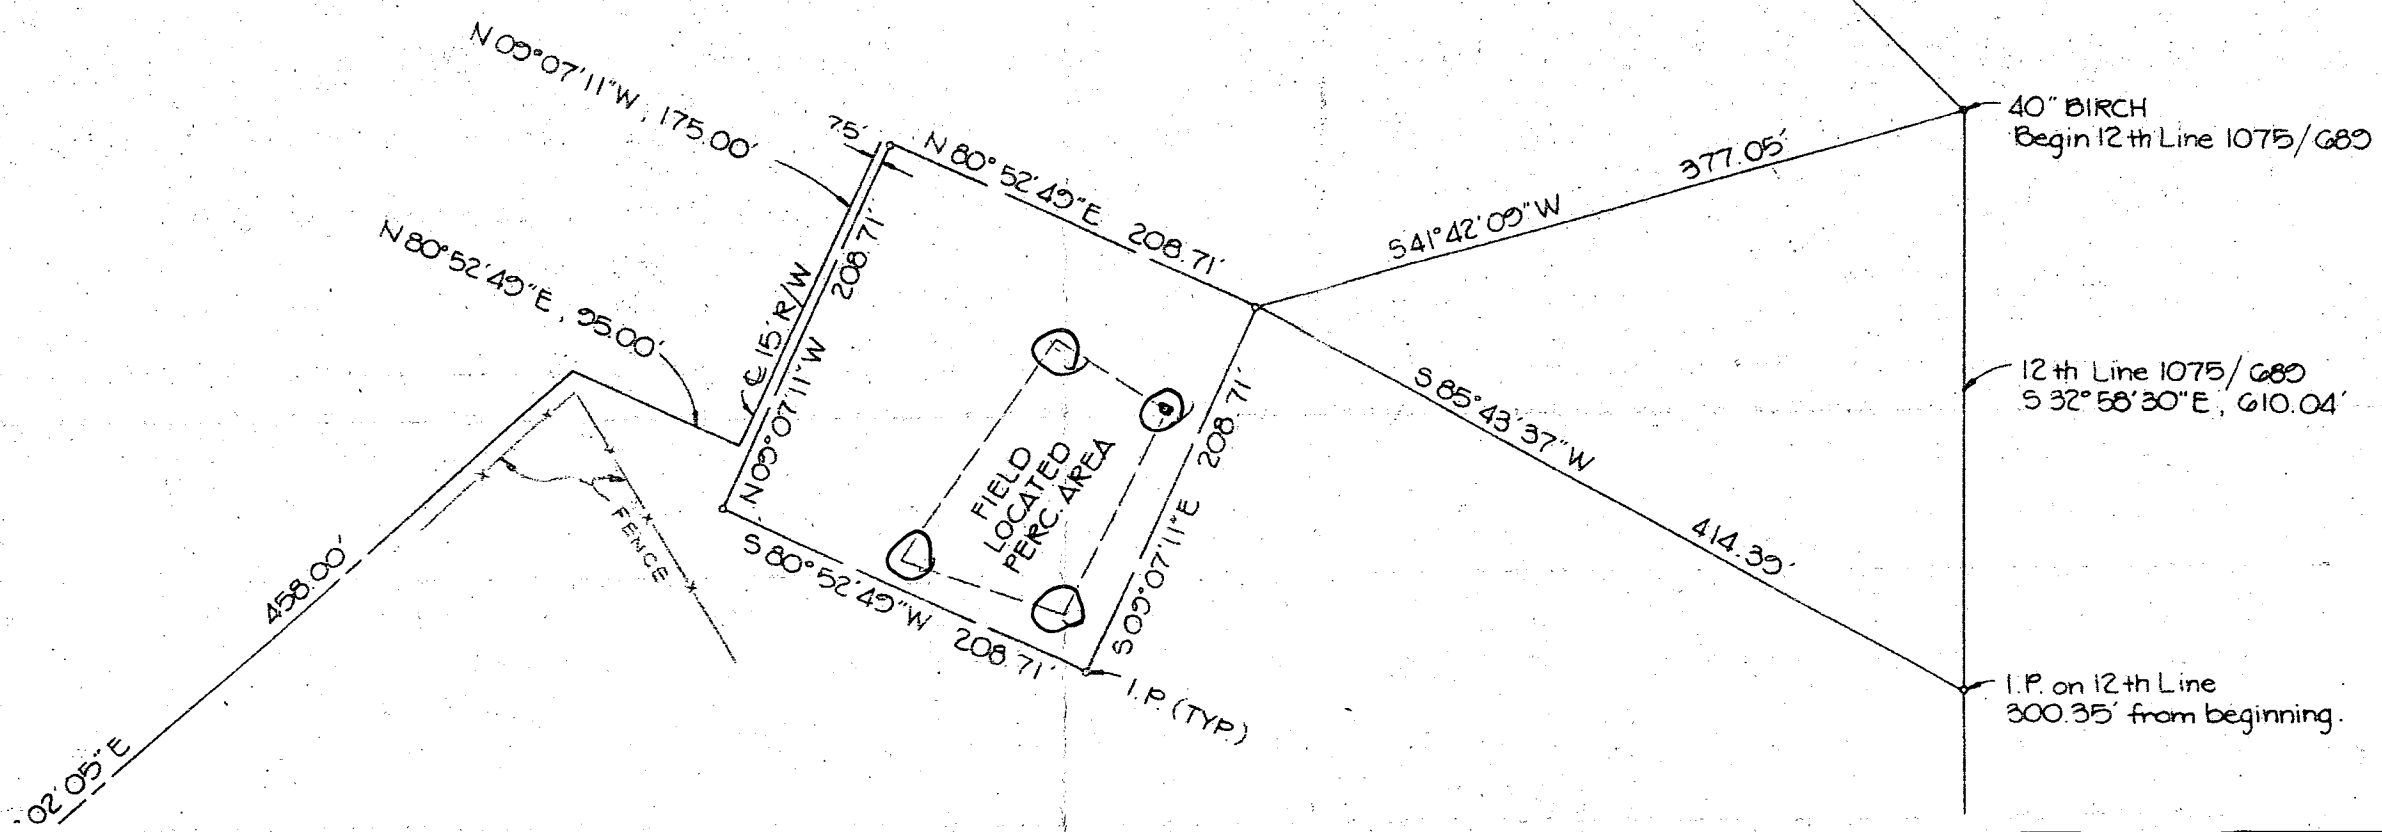 N 09°07'11"W, 175.00'
7.5'
N 80°52'49"E 208.71'
377.05'
S 41°42'09"W
40" BIRCH
Begin 12th Line 1075/689
N 80°52'49"E, 95.00'
℄ 15' R/W
N 09°07'11"W 208.71'
FIELD
LOCATED
PERC. AREA
S 09°07'11"E 208.71'
S 85°43'37"W 414.39'
12th Line 1075/689
S 32°58'30"E, 610.04'
FENCE
S 80°52'49"W 208.71'
I.P. (TYP.)
I.P. on 12th Line
300.35' from beginning.
02'05"E 458.00'